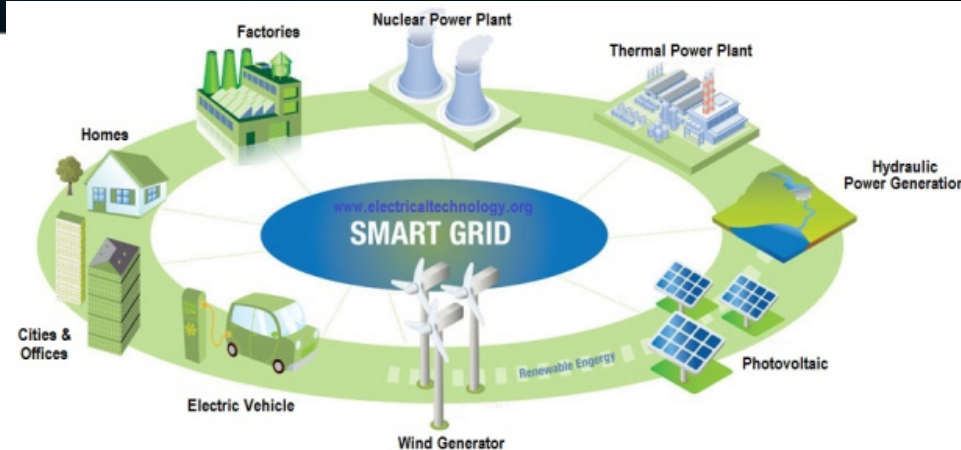 Nuclear Power Plant
Factories
Thermal Power Plant
Homes
Hydraulic
Power Generation
www.electricaltechnology.org
SMART GRID
Cities &
Offices
Renewable Engergy
Photovoltaic
Electric Vehicle
Wind Generator